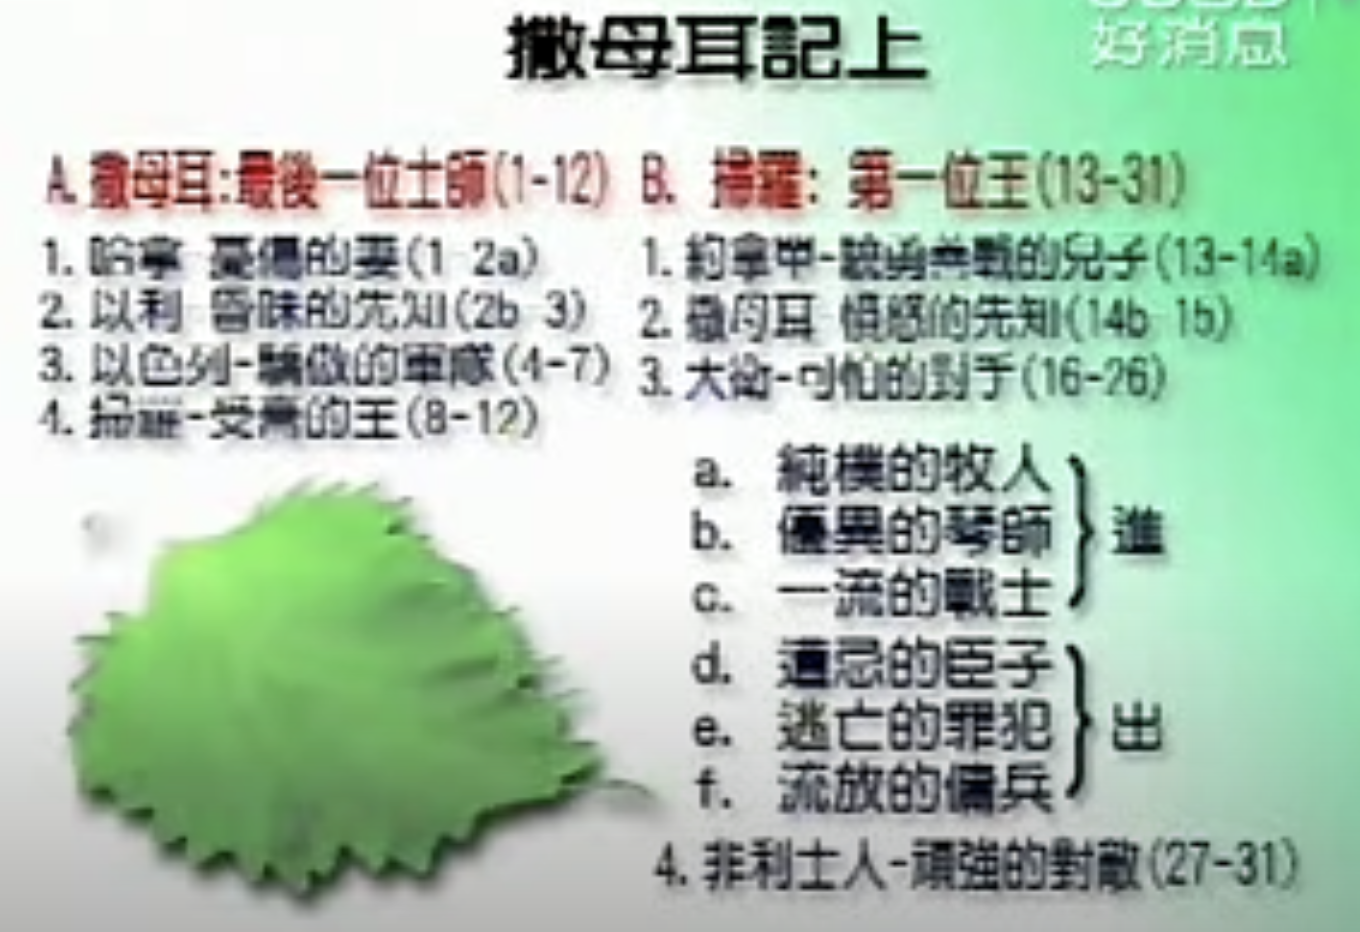 撒母耳記上
好消息
A. 撒母耳:最後一位士師(1-12)
1. 哈拿 憂傷的妻(1 2a)
2. 以利 昏昧的先知(2b 3)
3. 以色列-驕傲的軍隊(4-7)
4. 掃羅-受膏的王(8-12)
B. 掃羅: 第一位王(13-31)
1. 約拿單-驍勇善戰的兒子(13-14a)
2. 撒母耳 憤怒的先知(14b 15)
3. 大衛-可怕的對手(16-26)
a. 純樸的牧人
b. 優異的琴師
c. 一流的戰士
進
d. 遭忌的臣子
e. 逃亡的罪犯
f. 流放的傭兵
出
4. 非利士人-頑強的對敵(27-31)